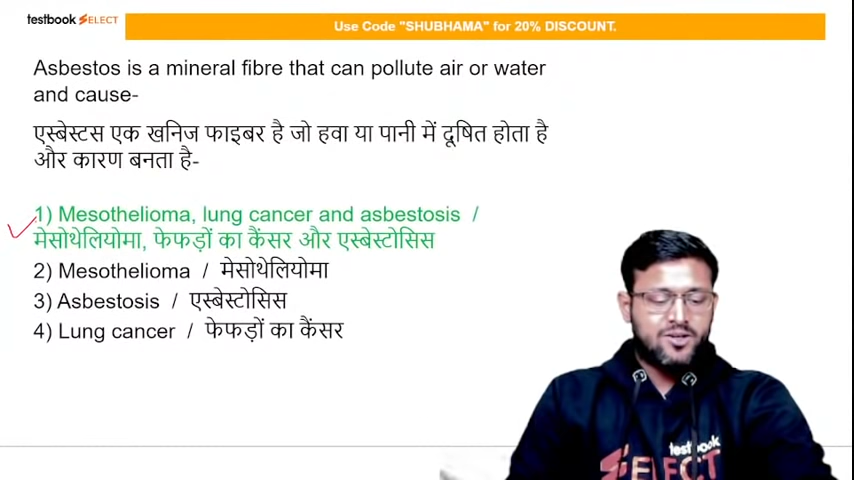 testbook SELECT
Use Code "SHUBHAMA" for 20% DISCOUNT.
Asbestos is a mineral fibre that can pollute air or water
and cause-
एस्बेस्टस एक खनिज फाइबर है जो हवा या पानी में दूषित होता है
और कारण बनता है-
1) Mesothelioma, lung cancer and asbestosis /
मेसोथेलियोमा, फेफड़ों का कैंसर और एस्बेस्टोसिस
2) Mesothelioma / मेसोथेलियोमा
3) Asbestosis / एस्बेस्टोसिस
4) Lung cancer / फेफड़ों का कैंसर
testbook
SELECT